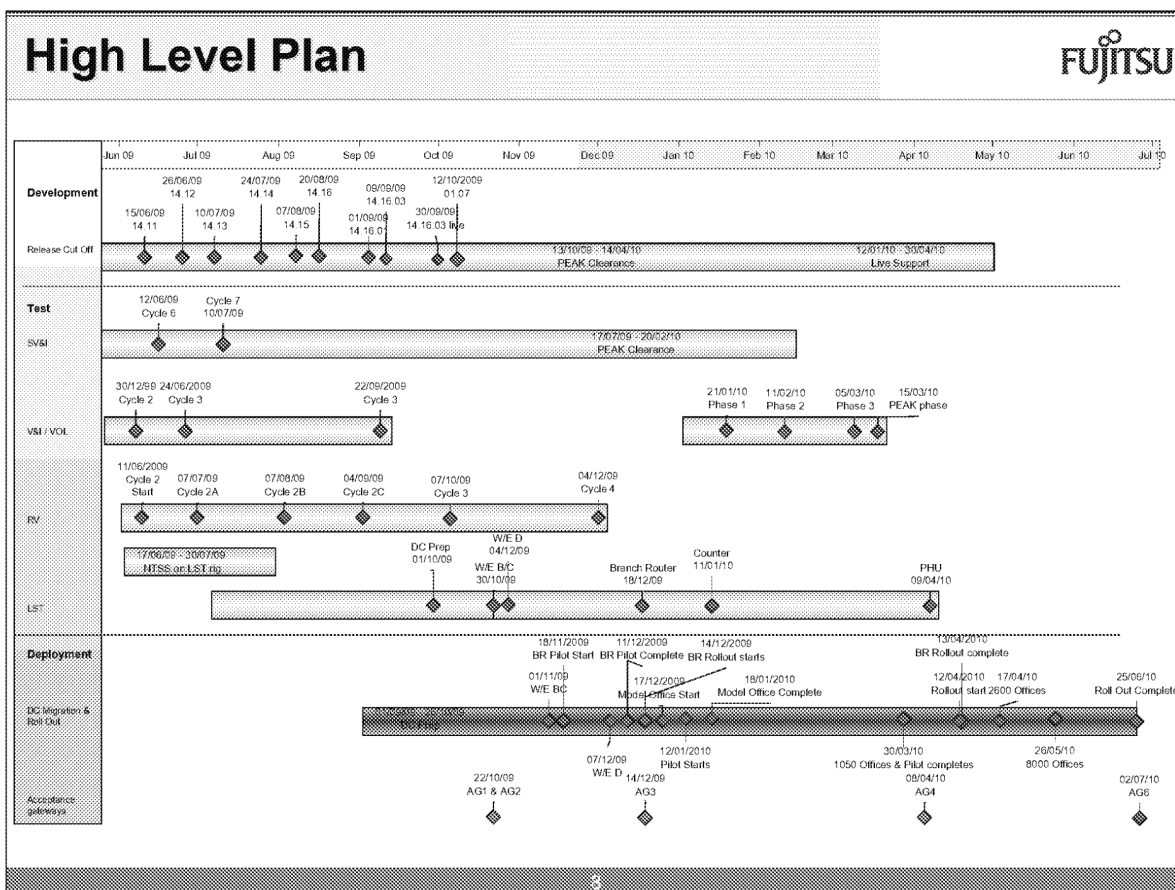 High Level Plan
FUJITSU
Jun 09 Jul 09 Aug 09 Sep 09 Oct 09 Nov 09 Dec 09 Jan 10 Feb 10 Mar 10 Apr 10 May 10 Jun 10 Jul 10
Development
26/06/09
14.12
24/07/09
14.14
20/08/09
14.16
09/09/09
14.16.03
12/10/2009
01.07
15/06/09
14.11
10/07/09
14.13
07/08/09
14.15
01/09/09
14.16.01
30/09/09
14.16.03 live
Release Cut Off
13/10/09 - 14/04/10
PEAK Clearance
12/01/10 - 30/04/10
Live Support
Test
12/06/09
Cycle 6
Cycle 7
10/07/09
SV&I
17/07/09 - 20/02/10
PEAK Clearance
30/12/99
Cycle 2
24/06/2009
Cycle 3
22/09/2009
Cycle 3
21/01/10
Phase 1
11/02/10
Phase 2
05/03/10
Phase 3
15/03/10
PEAK phase
V&I / VOL
11/06/2009
Cycle 2
Start
07/07/09
Cycle 2A
07/08/09
Cycle 2B
04/09/09
Cycle 2C
07/10/09
Cycle 3
04/12/09
Cycle 4
RV
17/06/09 - 30/07/09
NTSS on LST rig
DC Prep
01/10/09
W/E D
04/12/09
W/E B/C
30/10/09
Branch Router
18/12/09
Counter
11/01/10
PHU
09/04/10
LST
Deployment
18/11/2009
BR Pilot Start
11/12/2009
BR Pilot Complete
14/12/2009
BR Rollout starts
13/04/2010
BR Rollout complete
01/11/09
W/E BC
17/12/2009
Model Office Start
18/01/2010
Model Office Complete
12/04/2010
Rollout start
17/04/10
2600 Offices
25/06/10
Roll Out Complete
DC Migration &
Roll Out
DC Prep
07/12/09
W/E D
12/01/2010
Pilot Starts
30/03/10
1050 Offices & Pilot completes
26/05/10
8000 Offices
22/10/09
AG1 & AG2
14/12/09
AG3
08/04/10
AG4
02/07/10
AG6
Acceptance
gateways
8